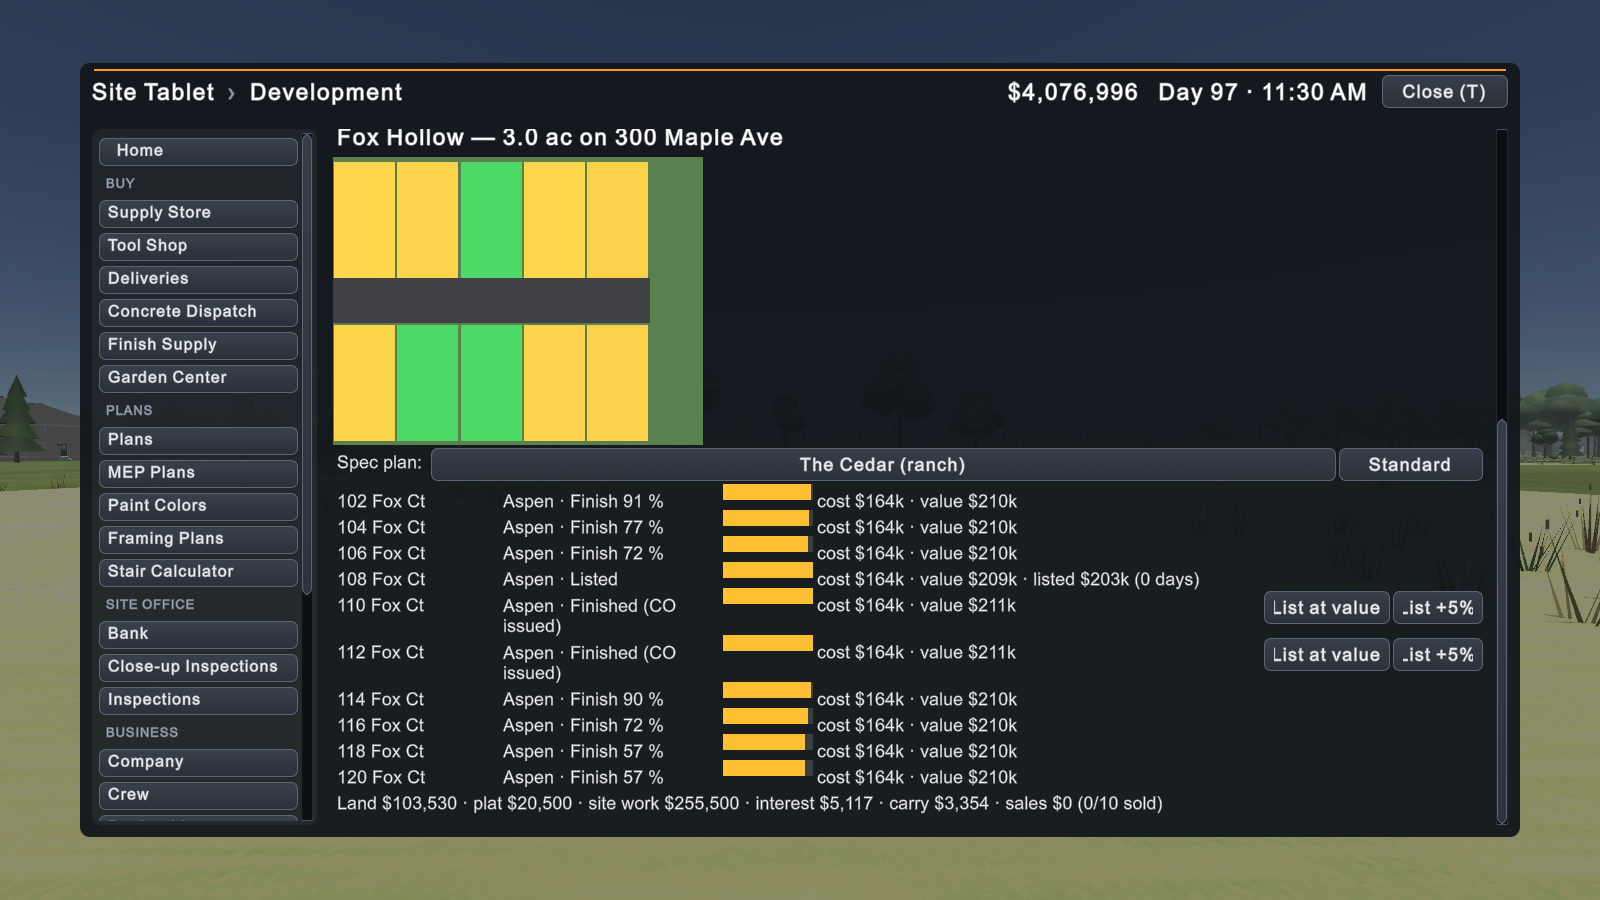 Site Tablet › Development
$4,076,996 Day 97 · 11:30 AM Close (T)
Home
BUY
Supply Store
Tool Shop
Deliveries
Concrete Dispatch
Finish Supply
Garden Center
PLANS
Plans
MEP Plans
Paint Colors
Framing Plans
Stair Calculator
SITE OFFICE
Bank
Close-up Inspections
Inspections
BUSINESS
Company
Crew
Fox Hollow — 3.0 ac on 300 Maple Ave
Spec plan: The Cedar (ranch) Standard
102 Fox Ct Aspen · Finish 91 % cost $164k · value $210k
104 Fox Ct Aspen · Finish 77 % cost $164k · value $210k
106 Fox Ct Aspen · Finish 72 % cost $164k · value $210k
108 Fox Ct Aspen · Listed cost $164k · value $209k · listed $203k (0 days)
110 Fox Ct Aspen · Finished (CO issued) cost $164k · value $211k List at value List +5%
112 Fox Ct Aspen · Finished (CO issued) cost $164k · value $211k List at value List +5%
114 Fox Ct Aspen · Finish 90 % cost $164k · value $210k
116 Fox Ct Aspen · Finish 72 % cost $164k · value $210k
118 Fox Ct Aspen · Finish 57 % cost $164k · value $210k
120 Fox Ct Aspen · Finish 57 % cost $164k · value $210k
Land $103,530 · plat $20,500 · site work $255,500 · interest $5,117 · carry $3,354 · sales $0 (0/10 sold)